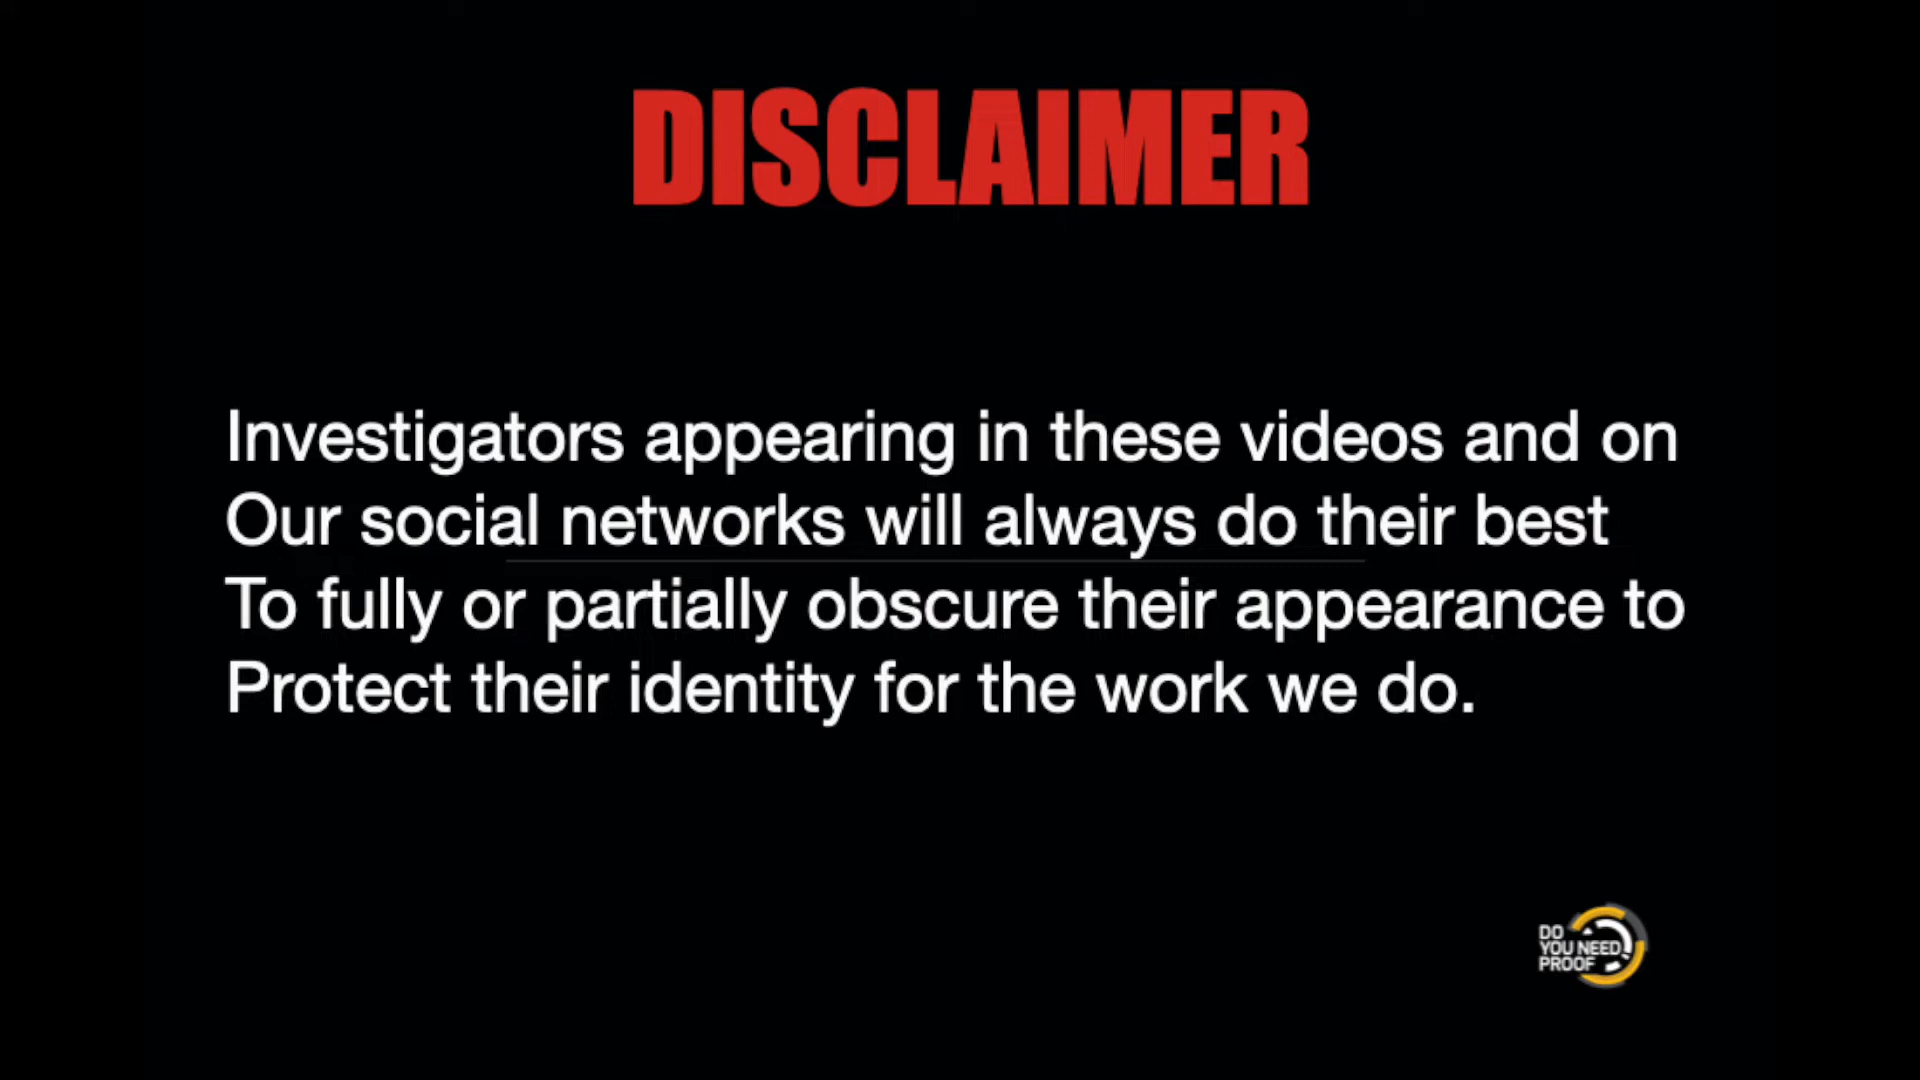 DISCLAIMER
Investigators appearing in these videos and on
Our social networks will always do their best
To fully or partially obscure their appearance to
Protect their identity for the work we do.
DO
YOU NEED
PROOF